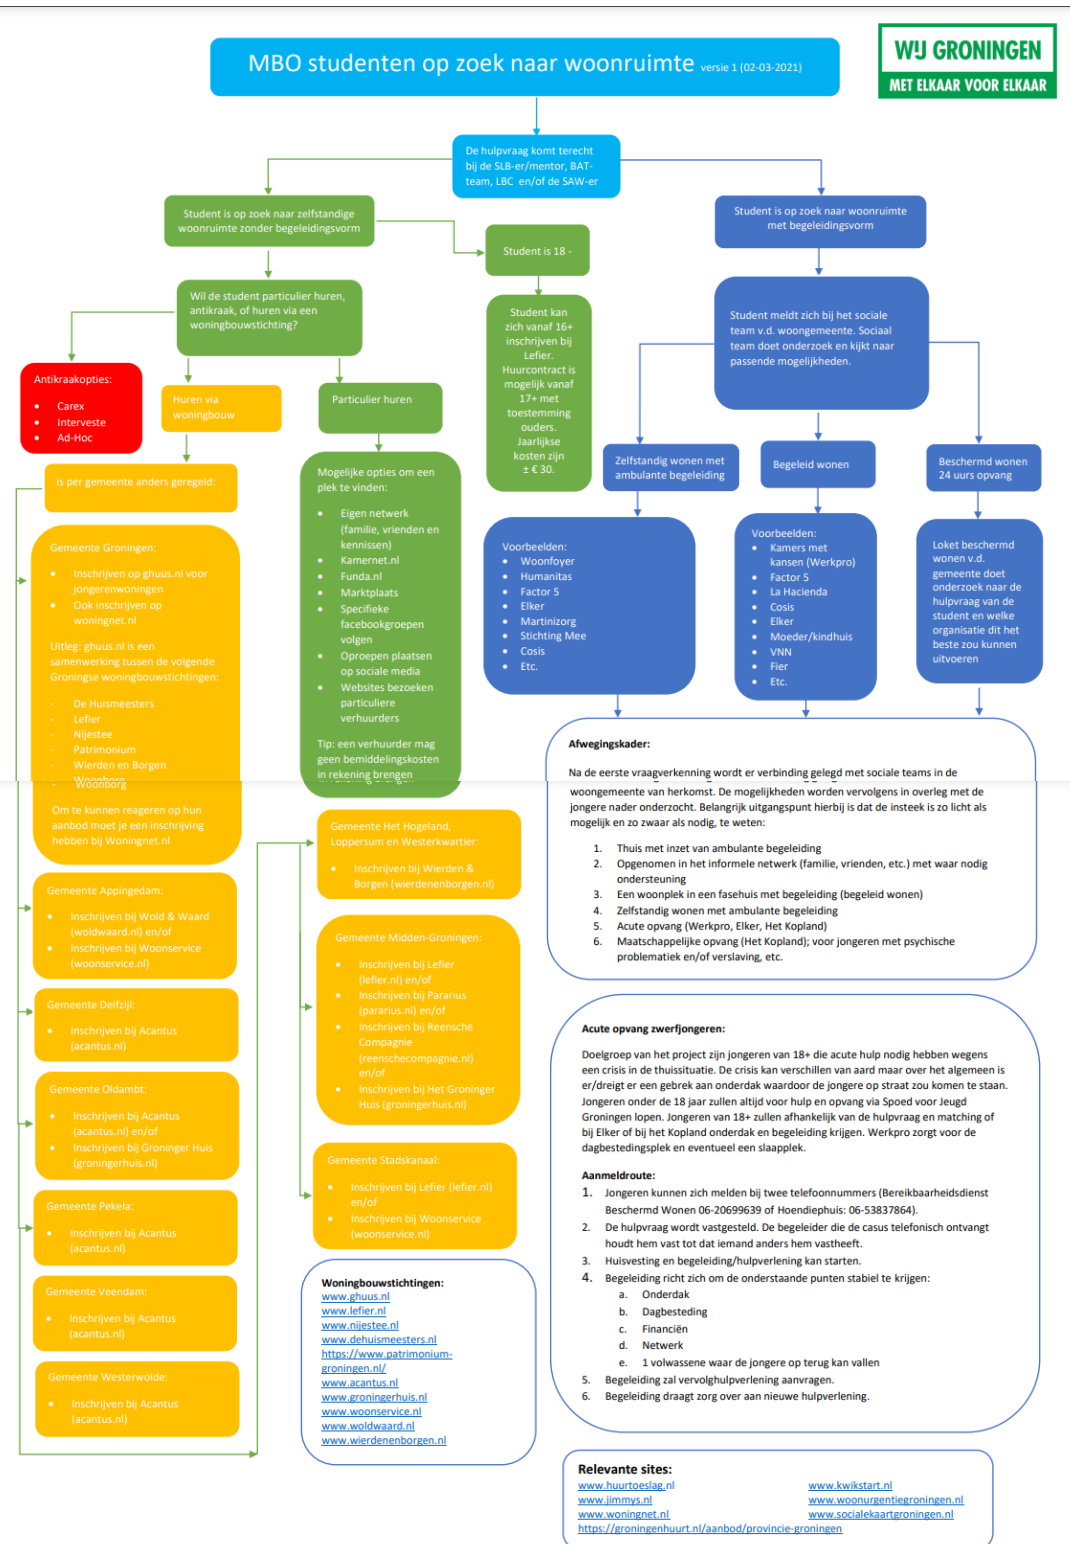 MBO studenten op zoek naar woonruimte versie 1 (02-03-2021)
WIJ GRONINGEN
MET ELKAAR VOOR ELKAAR
De hulpvraag komt terecht
bij de SLB-er/mentor, BAT-
team, LBC en/of de SAW-er
Student is op zoek naar zelfstandige
woonruimte zonder begeleidingsvorm
Student is 18 -
Student kan
zich vanaf 16+
inschrijven bij
Lefier.
Huurcontract is
mogelijk vanaf
17+ met
toestemming
ouders.
Jaarlijkse
kosten zijn
± € 30.
Wil de student particulier huren,
antikraak, of huren via een
woningbouwstichting?
Antikraakopties:
• Carex
• Interveste
• Ad-Hoc
Huren via
woningbouw
Particulier huren
Is per gemeente anders geregeld:
Gemeente Groningen:
• Inschrijven op ghuus.nl voor
jongerenwoningen
• Ook inschrijven op
woningnet.nl
Uitleg: ghuus.nl is een
samenwerking tussen de volgende
Groningse woningbouwstichtingen:
- De Huismeesters
- Lefier
- Nijestee
- Patrimonium
- Wierden en Borgen
- Woonborg
Om te kunnen reageren op hun
aanbod moet je een inschrijving
hebben bij Woningnet.nl
Gemeente Appingedam:
• Inschrijven bij Wold & Waard
(woldwaard.nl) en/of
• Inschrijven bij Woonservice
(woonservice.nl)
Gemeente Delfzijl:
• Inschrijven bij Acantus
(acantus.nl)
Gemeente Oldambt:
• Inschrijven bij Acantus
(acantus.nl) en/of
• Inschrijven bij Groninger Huis
(groningerhuis.nl)
Gemeente Pekela:
• Inschrijven bij Acantus
(acantus.nl)
Gemeente Veendam:
• Inschrijven bij Acantus
(acantus.nl)
Gemeente Westerwolde:
• Inschrijven bij Acantus
(acantus.nl)
Mogelijke opties om een
plek te vinden:
• Eigen netwerk
(familie, vrienden en
kennissen)
• Kamernet.nl
• Funda.nl
• Marktplaats
• Specifieke
facebookgroepen
volgen
• Oproepen plaatsen
op sociale media
• Websites bezoeken
particuliere
verhuurders
Tip: een verhuurder mag
geen bemiddelingskosten
in rekening brengen
Gemeente Het Hogeland,
Loppersum en Westerkwartier:
• Inschrijven bij Wierden &
Borgen (wierdenenborgen.nl)
Gemeente Midden-Groningen:
• Inschrijven bij Lefier
(lefier.nl) en/of
• Inschrijven bij Pararius
(pararius.nl) en/of
• Inschrijven bij Reensche
Compagnie
(reenschecompagnie.nl)
en/of
• Inschrijven bij Het Groninger
Huis (groningerhuis.nl)
Gemeente Stadskanaal:
• Inschrijven bij Lefier (lefier.nl)
en/of
• Inschrijven bij Woonservice
(woonservice.nl)
Woningbouwstichtingen:
www.ghuus.nl
www.lefier.nl
www.nijestee.nl
www.dehuismeesters.nl
https://www.patrimonium-
groningen.nl/
www.acantus.nl
www.groningerhuis.nl
www.woonservice.nl
www.woldwaard.nl
www.wierdenenborgen.nl
Student is op zoek naar woonruimte
met begeleidingsvorm
Student meldt zich bij het sociale
team v.d. woongemeente. Sociaal
team doet onderzoek en kijkt naar
passende mogelijkheden.
Zelfstandig wonen met
ambulante begeleiding
Begeleid wonen
Beschermd wonen
24 uurs opvang
Voorbeelden:
• Woonfoyer
• Humanitas
• Factor 5
• Elker
• Martinizorg
• Stichting Mee
• Cosis
• Etc.
Voorbeelden:
• Kamers met
kansen (Werkpro)
• Factor 5
• La Hacienda
• Cosis
• Elker
• Moeder/kindhuis
• VNN
• Fier
• Etc.
Loket beschermd
wonen v.d.
gemeente doet
onderzoek naar de
hulpvraag van de
student en welke
organisatie dit het
beste zou kunnen
uitvoeren
Afwegingskader:
Na de eerste vraagverkenning wordt er verbinding gelegd met sociale teams in de
woongemeente van herkomst. De mogelijkheden worden vervolgens in overleg met de
jongere nader onderzocht. Belangrijk uitgangspunt hierbij is dat de insteek is zo licht als
mogelijk en zo zwaar als nodig, te weten:
1. Thuis met inzet van ambulante begeleiding
2. Opgenomen in het informele netwerk (familie, vrienden, etc.) met waar nodig
ondersteuning
3. Een woonplek in een fasehuis met begeleiding (begeleid wonen)
4. Zelfstandig wonen met ambulante begeleiding
5. Acute opvang (Werkpro, Elker, Het Kopland)
6. Maatschappelijke opvang (Het Kopland); voor jongeren met psychische
problematiek en/of verslaving, etc.
Acute opvang zwerfjongeren:
Doelgroep van het project zijn jongeren van 18+ die acute hulp nodig hebben wegens
een crisis in de thuissituatie. De crisis kan verschillen van aard maar over het algemeen is
er/dreigt er een gebrek aan onderdak waardoor de jongere op straat zou komen te staan.
Jongeren onder de 18 jaar zullen altijd voor hulp en opvang via Spoed voor Jeugd
Groningen lopen. Jongeren van 18+ zullen afhankelijk van de hulpvraag en matching of
bij Elker of bij het Kopland onderdak en begeleiding krijgen. Werkpro zorgt voor de
dagbestedingsplek en eventueel een slaapplek.
Aanmeldroute:
1. Jongeren kunnen zich melden bij twee telefoonnummers (Bereikbaarheidsdienst
Beschermd Wonen 06-20699639 of Hoendiephuis: 06-53837864).
2. De hulpvraag wordt vastgesteld. De begeleider die de casus telefonisch ontvangt
houdt hem vast tot dat iemand anders hem vastheeft.
3. Huisvesting en begeleiding/hulpverlening kan starten.
4. Begeleiding richt zich om de onderstaande punten stabiel te krijgen:
a. Onderdak
b. Dagbesteding
c. Financiën
d. Netwerk
e. 1 volwassene waar de jongere op terug kan vallen
5. Begeleiding zal vervolghulpverlening aanvragen.
6. Begeleiding draagt zorg over aan nieuwe hulpverlening.
Relevante sites:
www.huurtoeslag.nl
www.jimmys.nl
www.woningnet.nl
www.kwikstart.nl
www.woonurgentiegroningen.nl
www.socialekaartgroningen.nl
https://groningenhuurt.nl/aanbod/provincie-groningen